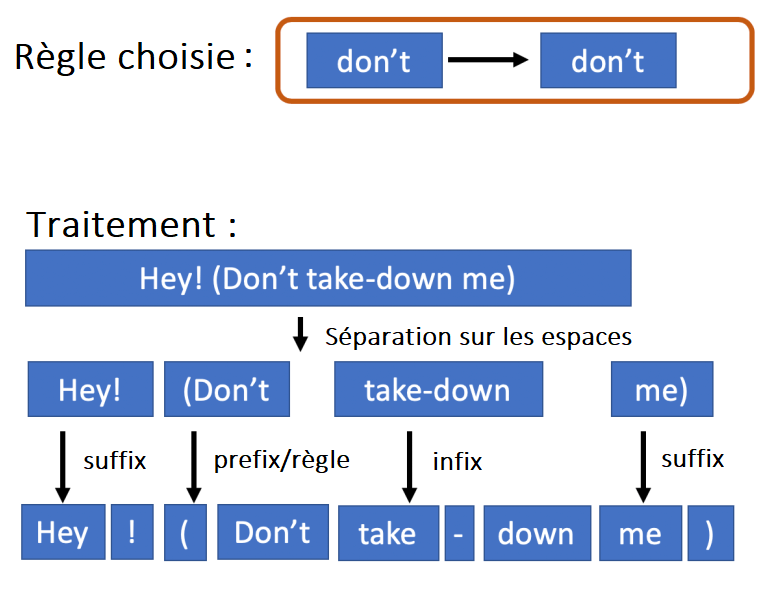 Règle choisie : don’t don’t
Traitement :
Hey! (Don’t take-down me)
Séparation sur les espaces
Hey! (Don’t take-down me)
suffix prefix/règle infix suffix
Hey ! ( Don’t take - down me )